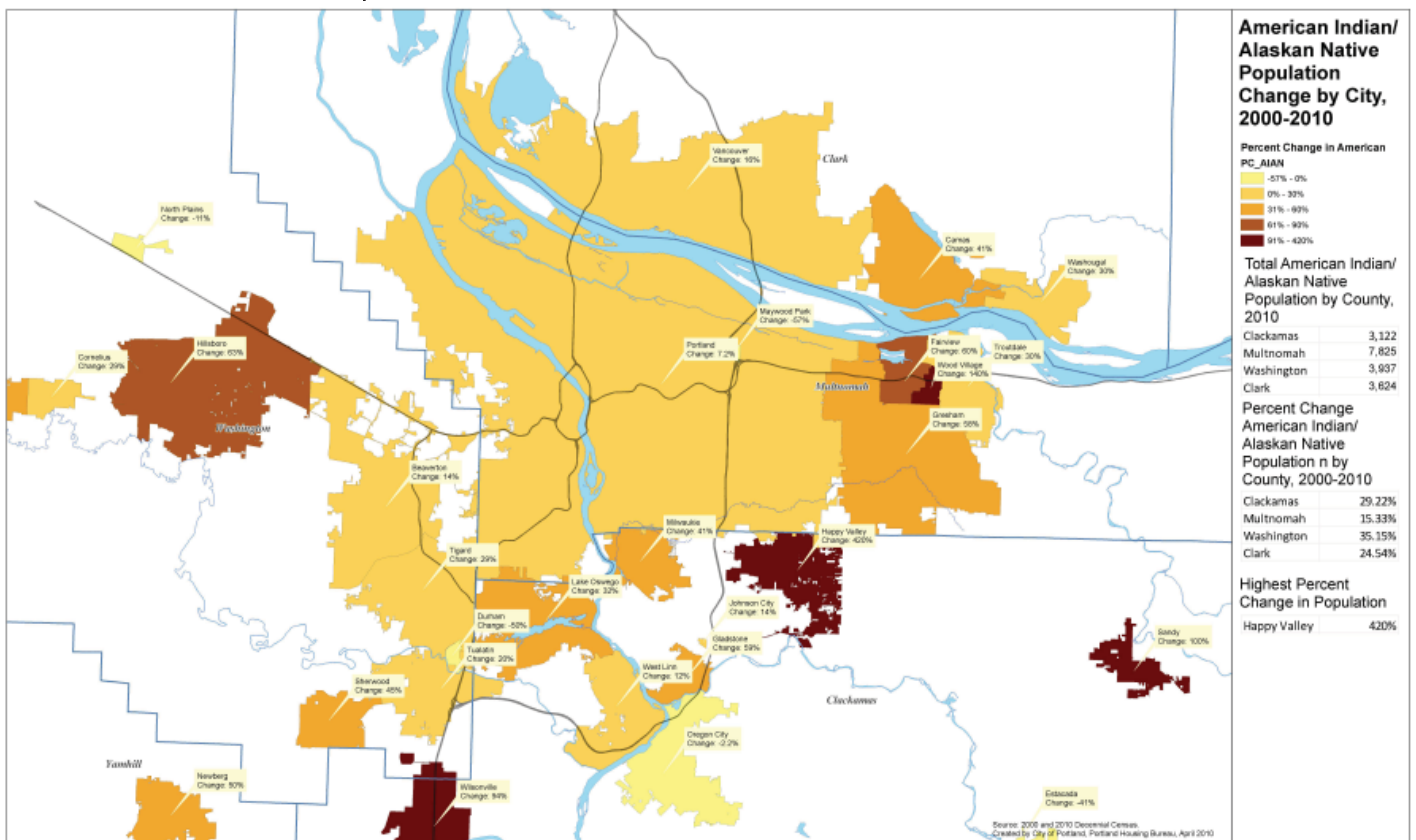 American Indian/
Alaskan Native
Population
Change by City,
2000-2010
Percent Change in American
PC_AIAN
-57% - 0%
0% - 30%
31% - 60%
61% - 90%
91% - 420%
Total American Indian/
Alaskan Native
Population by County,
2010
Clackamas 3,122
Multnomah 7,825
Washington 3,937
Clark 3,624
Percent Change
American Indian/
Alaskan Native
Population n by
County, 2000-2010
Clackamas 29.22%
Multnomah 15.33%
Washington 35.15%
Clark 24.54%
Highest Percent
Change in Population
Happy Valley 420%
Vancouver
Change: 16%
Clark
North Plains
Change: -11%
Camas
Change: 41%
Washougal
Change: 30%
Maywood Park
Change: -57%
Hillsboro
Change: 63%
Cornelius
Change: 29%
Portland
Change: 7.2%
Fairview
Change: 60%
Troutdale
Change: 30%
Wood Village
Change: 140%
Multnomah
Gresham
Change: 56%
Washington
Beaverton
Change: 14%
Milwaukie
Change: 41%
Happy Valley
Change: 420%
Tigard
Change: 29%
Lake Oswego
Change: 32%
Johnson City
Change: 14%
Durham
Change: -50%
Gladstone
Change: 59%
Sandy
Change: 100%
Tualatin
Change: 20%
West Linn
Change: 12%
Sherwood
Change: 45%
Clackamas
Oregon City
Change: -2.2%
Yamhill
Newberg
Change: 50%
Wilsonville
Change: 94%
Estacada
Change: -41%
Source: 2000 and 2010 Decennial Census.
Created by City of Portland, Portland Housing Bureau, April 2010